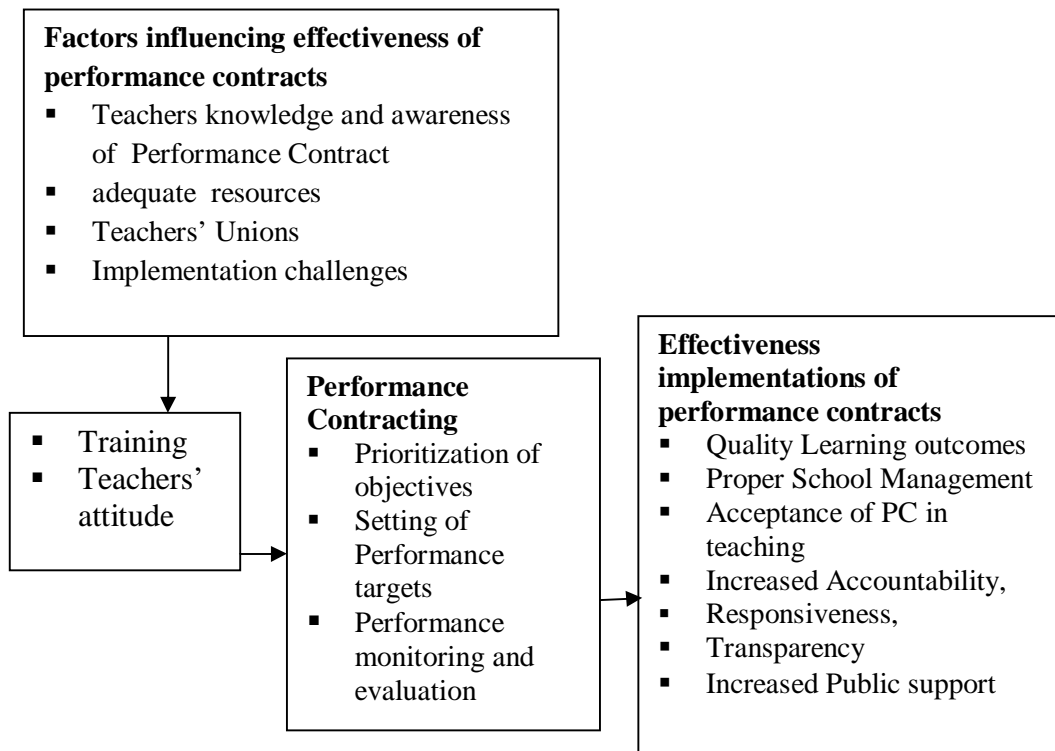 Factors influencing effectiveness of
performance contracts
▪ Teachers knowledge and awareness
of Performance Contract
▪ adequate resources
▪ Teachers’ Unions
▪ Implementation challenges
▪ Training
▪ Teachers’
attitude
Performance
Contracting
▪ Prioritization of
objectives
▪ Setting of
Performance
targets
▪ Performance
monitoring and
evaluation
Effectiveness
implementations of
performance contracts
▪ Quality Learning outcomes
▪ Proper School Management
▪ Acceptance of PC in
teaching
▪ Increased Accountability,
▪ Responsiveness,
▪ Transparency
▪ Increased Public support